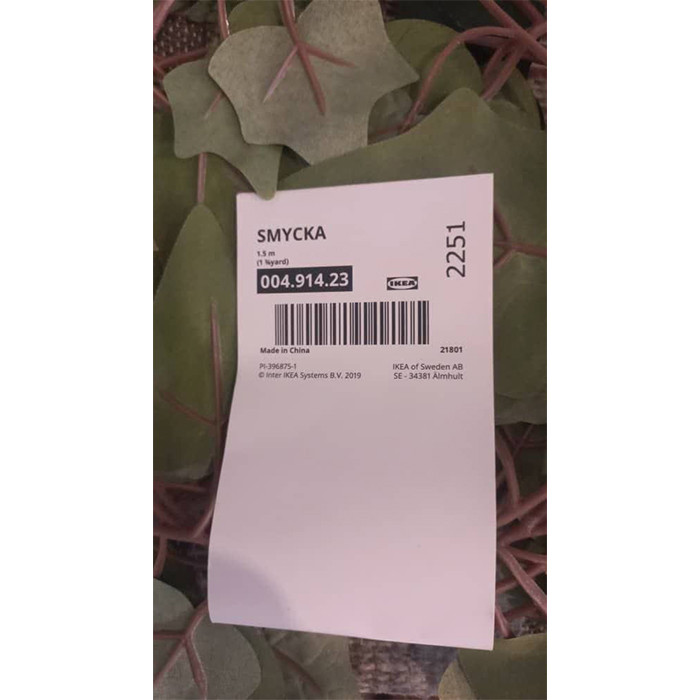 SMYCKA
1.5 m
(1 ⅝yard)
004.914.23
IKEA
2251
Made in China
21801
PI-396875-1
© Inter IKEA Systems B.V. 2019
IKEA of Sweden AB
SE - 34381 Älmhult